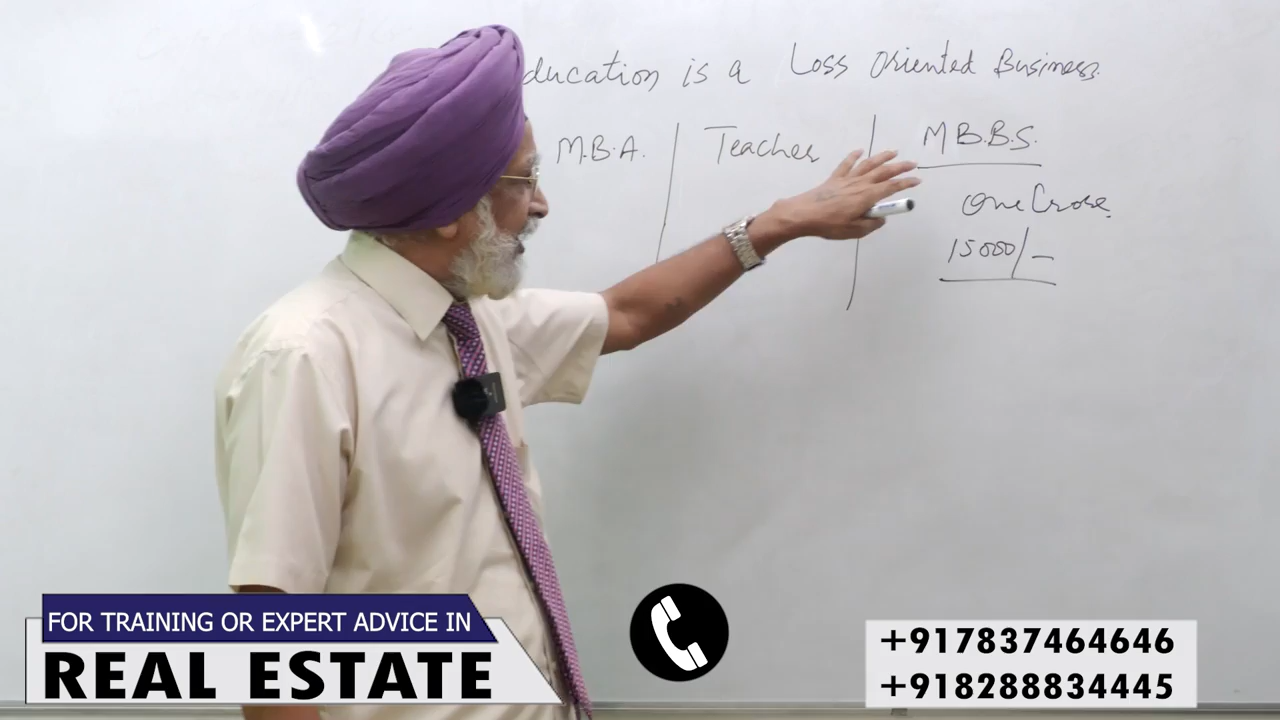 ducation is a Loss Oriented Business.
M.B.A. Teacher M.B.B.S.
One Crore.
15000/-
FOR TRAINING OR EXPERT ADVICE IN
REAL ESTATE
+917837464646
+918288834445